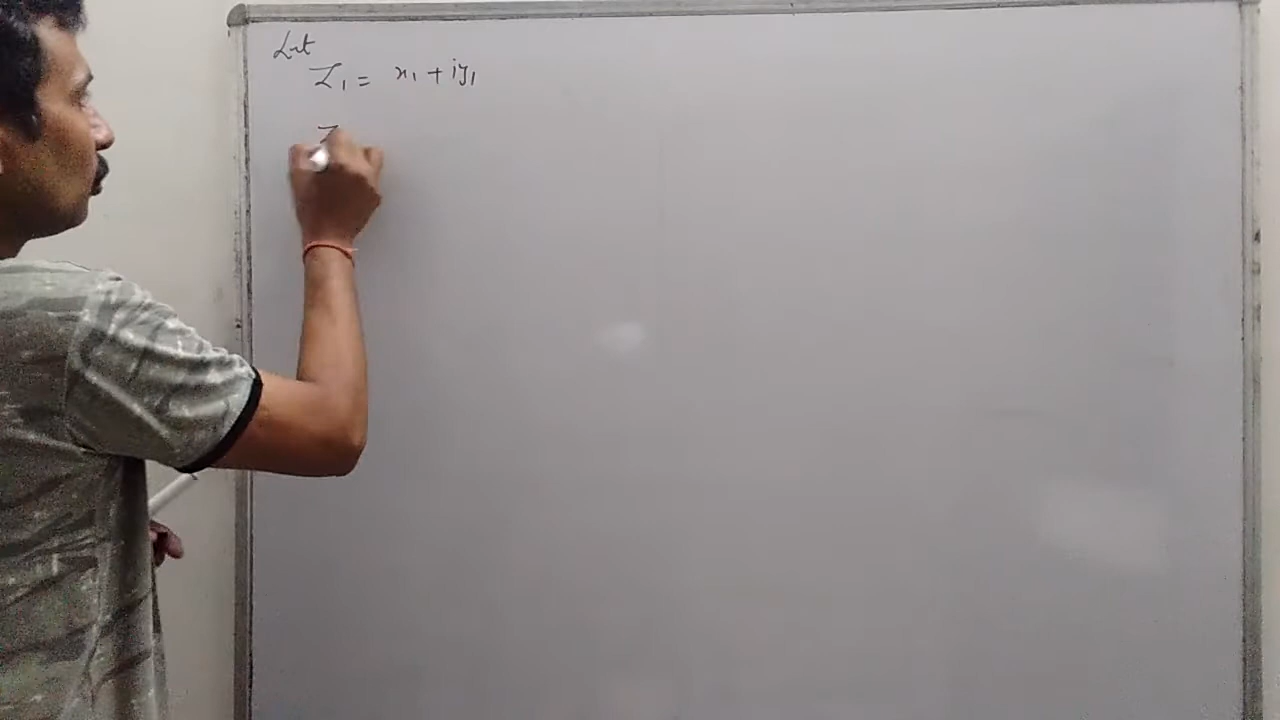 Let
Z₁ = x₁ + iy₁
Z